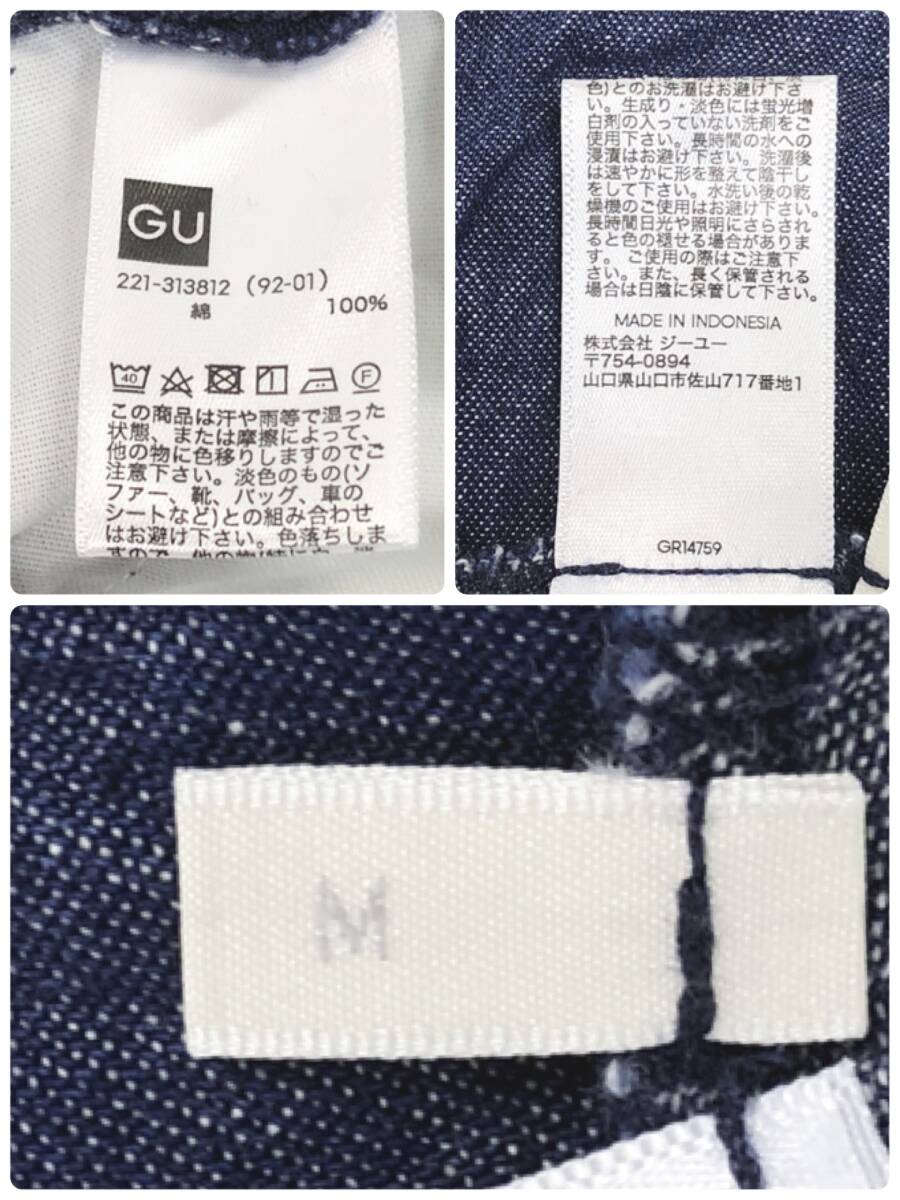 GU
221-313812 (92-01)
綿 100%
40
F
この商品は汗や雨等で湿った
状態、または摩擦によって、
他の物に色移りしますのでご
注意下さい。淡色のもの(ソ
ファー、靴、バッグ、車の
シートなど)との組み合わせ
はお避け下さい。色落ちしま
すので、他の物(特に白、淡
色)とのお洗濯はお避け下さ
い。生成り・淡色には蛍光増
白剤の入っていない洗剤をご
使用下さい。長時間の水への
浸漬はお避け下さい。洗濯後
は速やかに形を整えて陰干し
をして下さい。水洗い後の乾
燥機のご使用はお避け下さい。
長時間日光や照明にさらされ
ると色の褪せる場合がありま
す。ご使用の際はご注意下
さい。また、長く保管される
場合は日陰に保管して下さい。
MADE IN INDONESIA
株式会社 ジーユー
〒754-0894
山口県山口市佐山717番地1
GR14759
M